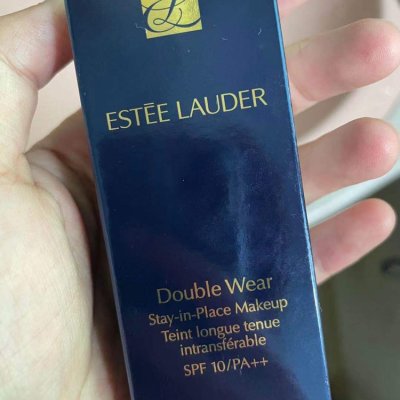 ESTĒE LAUDER
Double Wear
Stay-in-Place Makeup
Teint longue tenue
intransférable
SPF 10/PA++